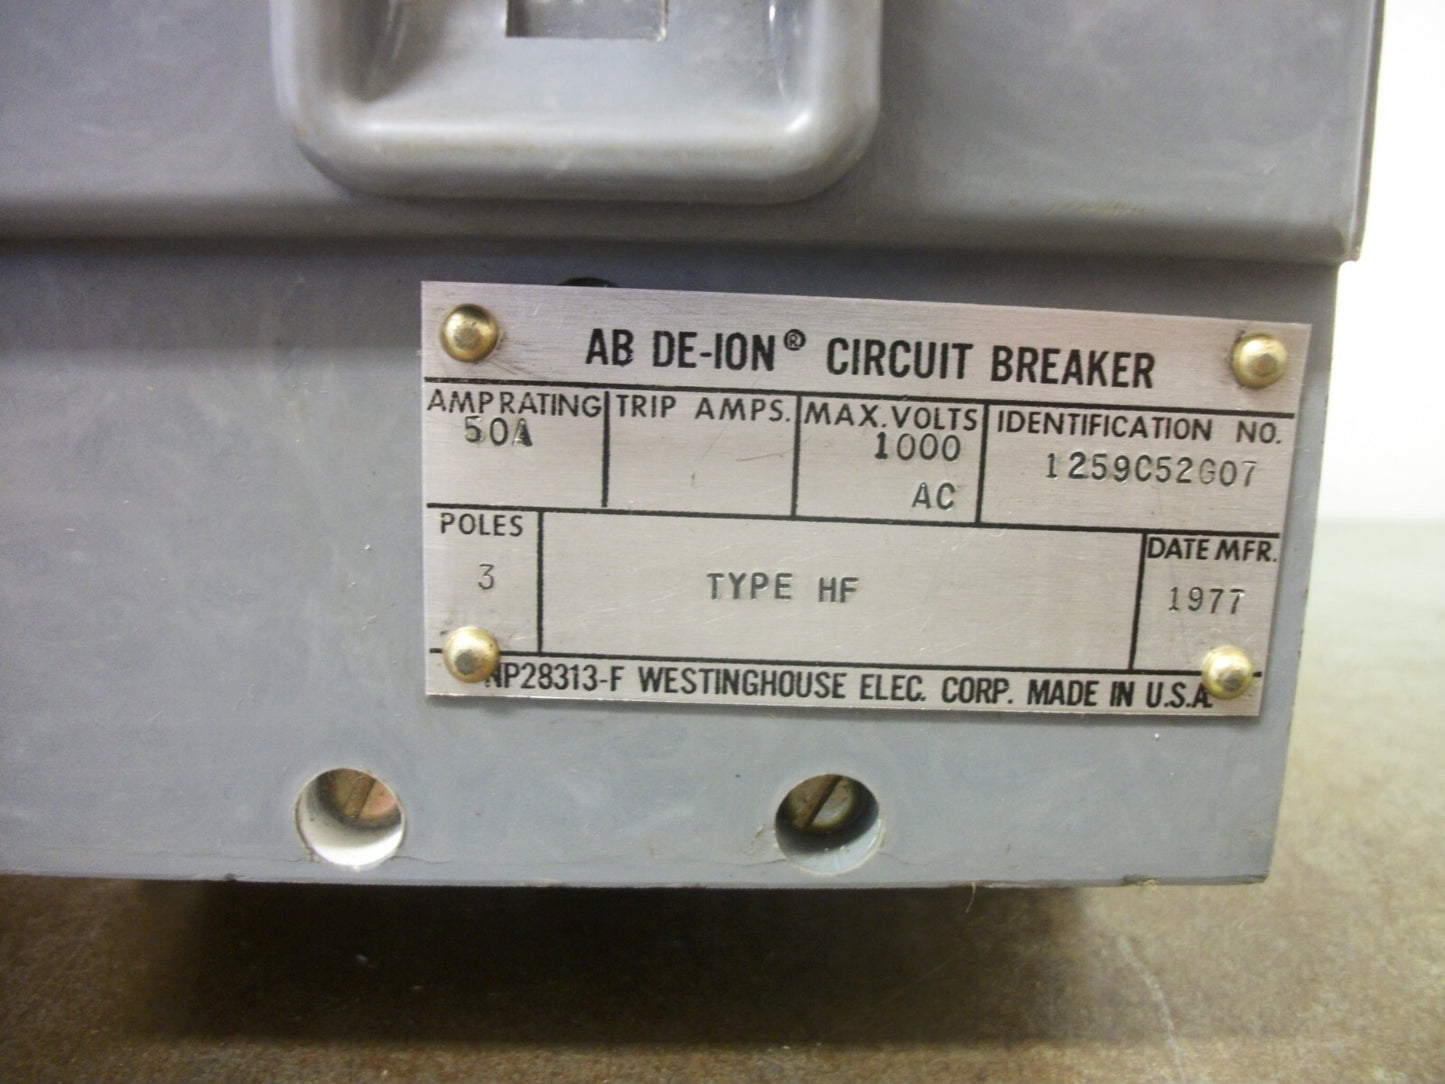 AB DE-ION® CIRCUIT BREAKER
AMP RATING TRIP AMPS. MAX. VOLTS IDENTIFICATION NO.
50A 1000 1259C52G07
AC
POLES DATE MFR.
3 TYPE HF 1977
NP28313-F WESTINGHOUSE ELEC. CORP. MADE IN U.S.A.